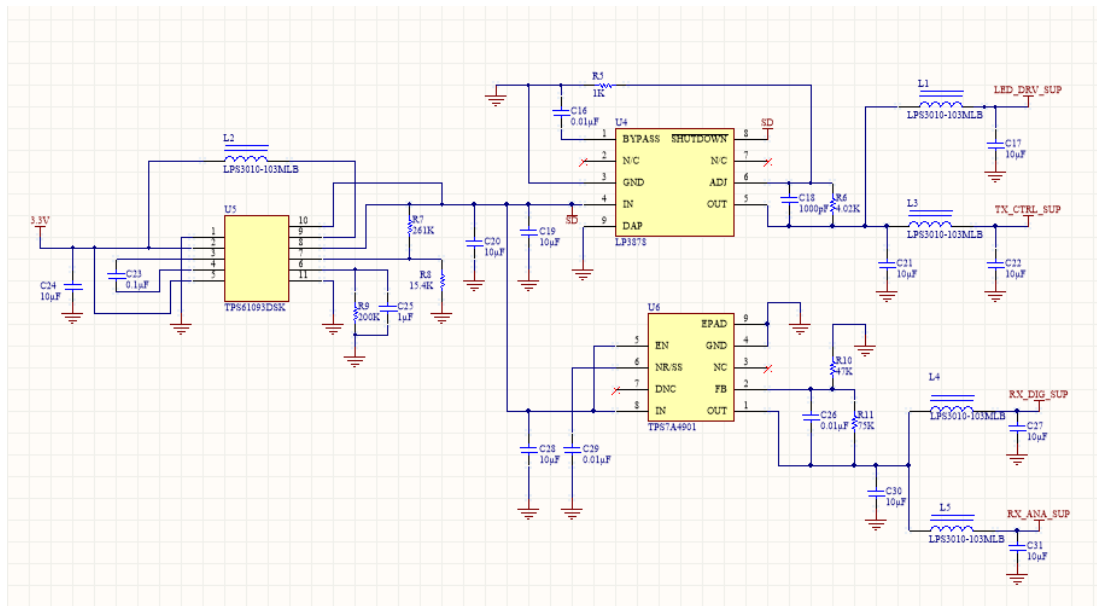 R5
1K
L1
LED_DRV_SUP
LPS3010-103MLB
C16
0.01µF
U4
SD
C17
10µF
1
BYPASS
SHUTDOWN
8
2
N/C
N/C
7
3
GND
ADJ
6
4
IN
OUT
5
9
DAP
LP3878
SD
C18
1000pF
R6
4.02K
L3
TX_CTRL_SUP
LPS3010-103MLB
C21
10µF
C22
10µF
L2
LPS3010-103MLB
3.3V
U5
1
2
3
4
5
10
9
8
7
6
11
TPS61093DSK
C24
10µF
C23
0.1µF
R7
261K
R8
15.4K
R9
200K
C25
1µF
C20
10µF
C19
10µF
U6
EPAD
9
GND
4
5
EN
6
NR/SS
NC
3
7
DNC
FB
2
8
IN
OUT
1
TPS7A4901
R10
47K
C26
0.01µF
R11
75K
L4
RX_DIG_SUP
LPS3010-103MLB
C27
10µF
C28
10µF
C29
0.01µF
C30
10µF
L5
RX_ANA_SUP
LPS3010-103MLB
C31
10µF